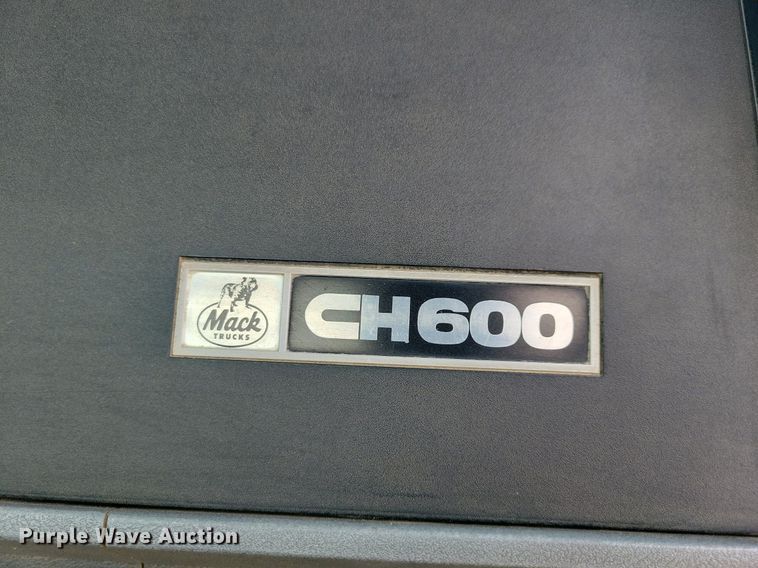 Mack
TRUCKS
CH600
Purple Wave Auction